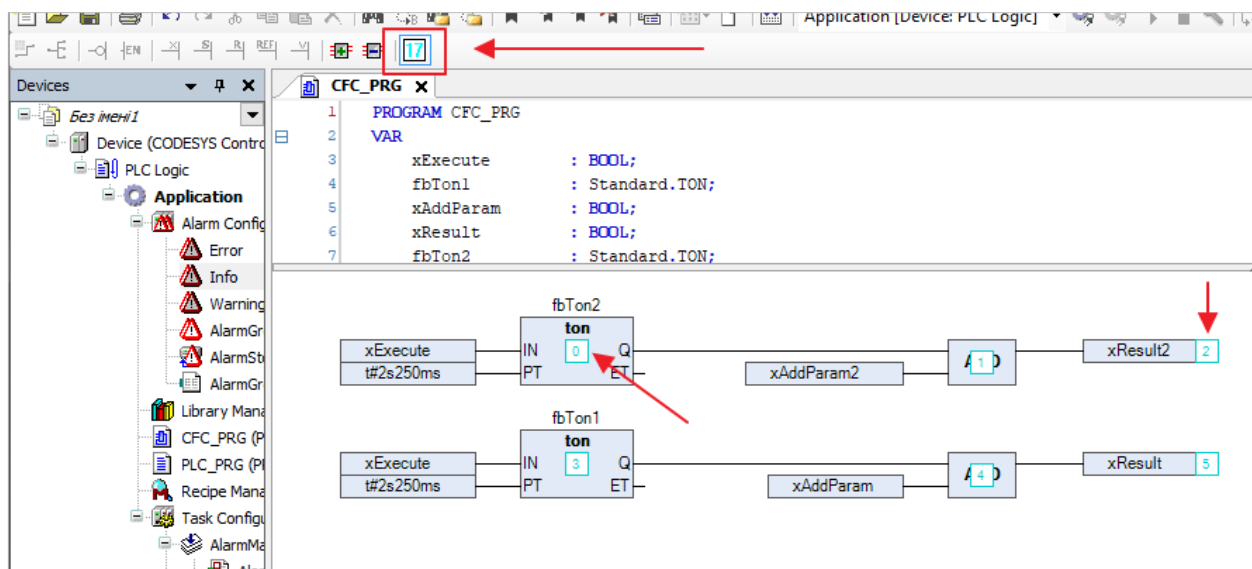 Application [Device: PLC Logic]
EN S R REF V 17
Devices
CFC_PRG X
Без імені1
Device (CODESYS Contro
PLC Logic
Application
Alarm Config
Error
Info
Warning
AlarmGr
AlarmSto
AlarmGr
Library Mana
CFC_PRG (P
PLC_PRG (P
Recipe Mana
Task Configu
AlarmMa
1 PROGRAM CFC_PRG
2 VAR
3 xExecute : BOOL;
4 fbTon1 : Standard.TON;
5 xAddParam : BOOL;
6 xResult : BOOL;
7 fbTon2 : Standard.TON;
fbTon2
ton
xExecute IN 0 Q xResult2 2
t#2s250ms PT ET xAddParam2 A 1 D
fbTon1
ton
xExecute IN 3 Q xResult 5
t#2s250ms PT ET xAddParam A 4 D